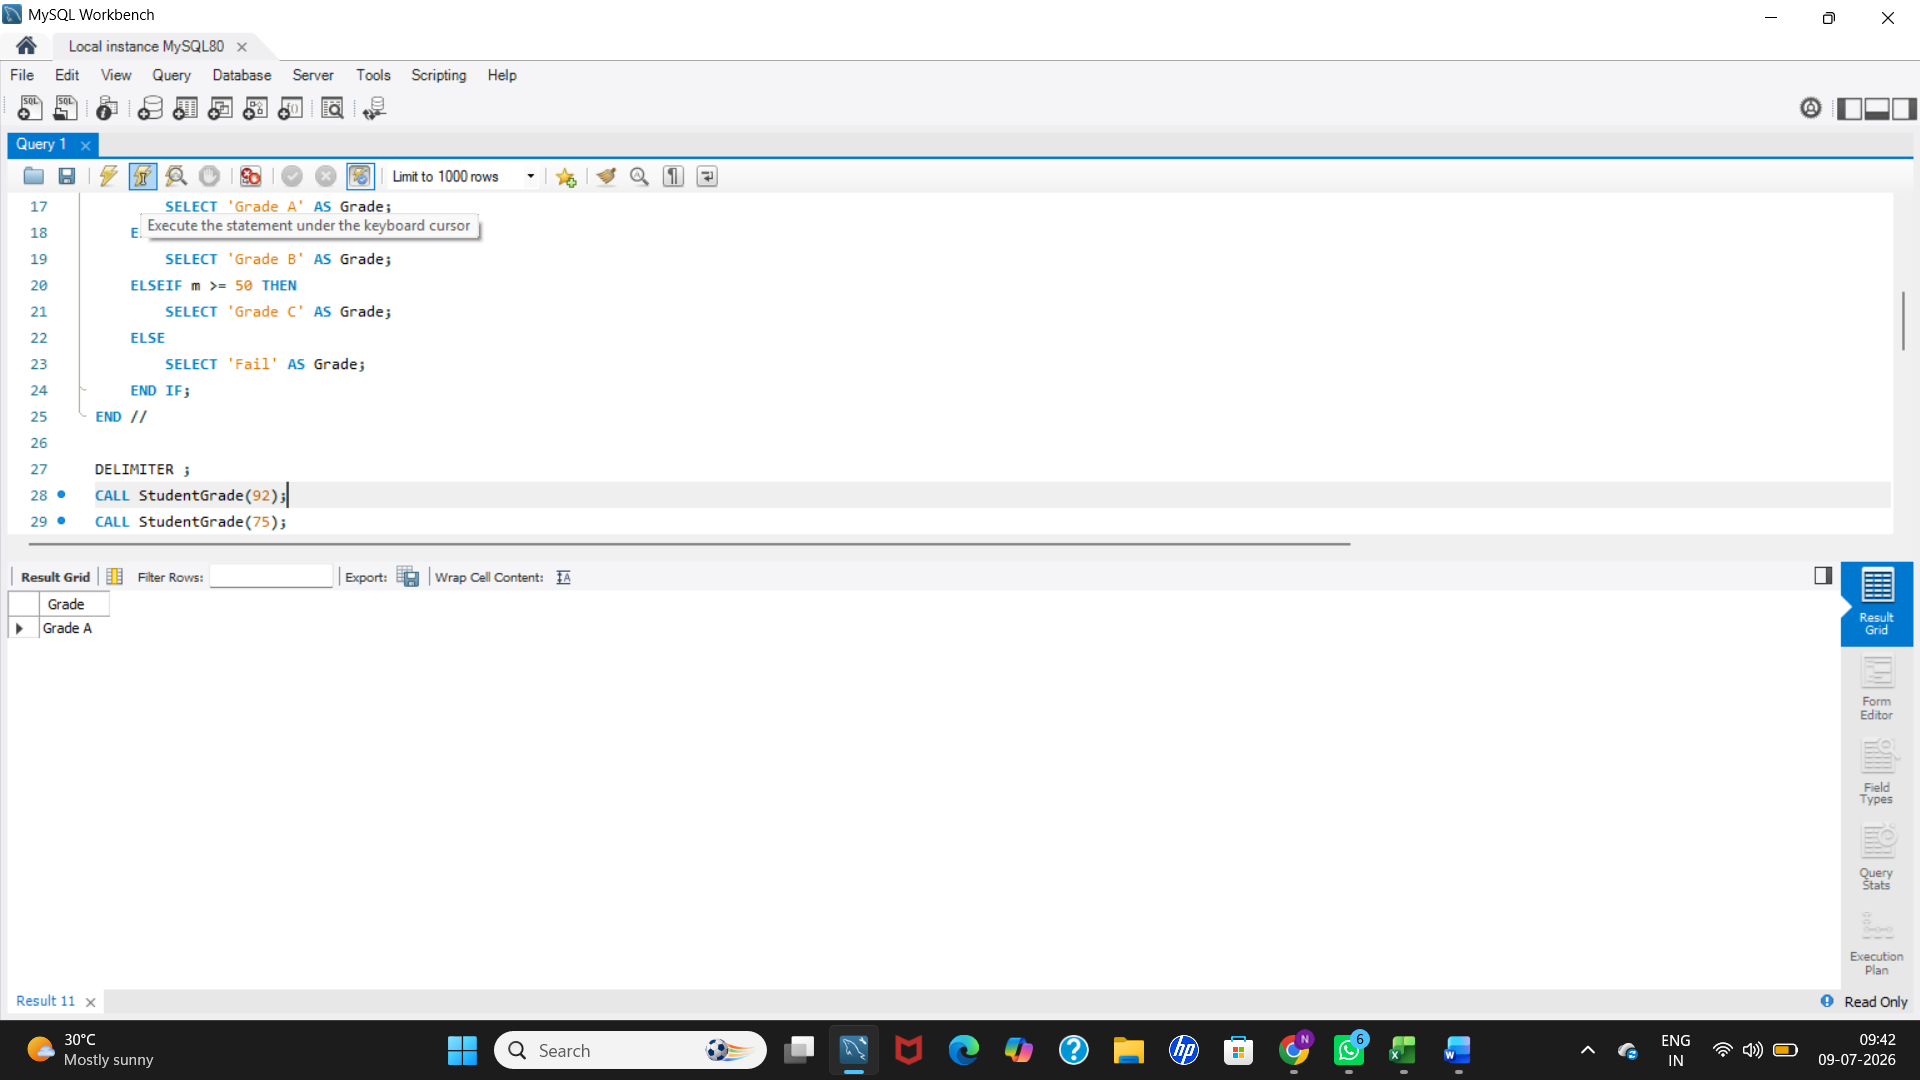 MySQL Workbench
Local instance MySQL80
File Edit View Query Database Server Tools Scripting Help
Query 1
Limit to 1000 rows
17 SELECT 'Grade A' AS Grade;
Execute the statement under the keyboard cursor
18 E
19 SELECT 'Grade B' AS Grade;
20 ELSEIF m >= 50 THEN
21 SELECT 'Grade C' AS Grade;
22 ELSE
23 SELECT 'Fail' AS Grade;
24 END IF;
25 END //
26
27 DELIMITER ;
28 CALL StudentGrade(92);
29 CALL StudentGrade(75);
Result Grid Filter Rows: Export: Wrap Cell Content:
Grade
Grade A
Result
Grid
Form
Editor
Field
Types
Query
Stats
Execution
Plan
Result 11
Read Only
30°C
Mostly sunny
Search
6
ENG
IN
09:42
09-07-2026